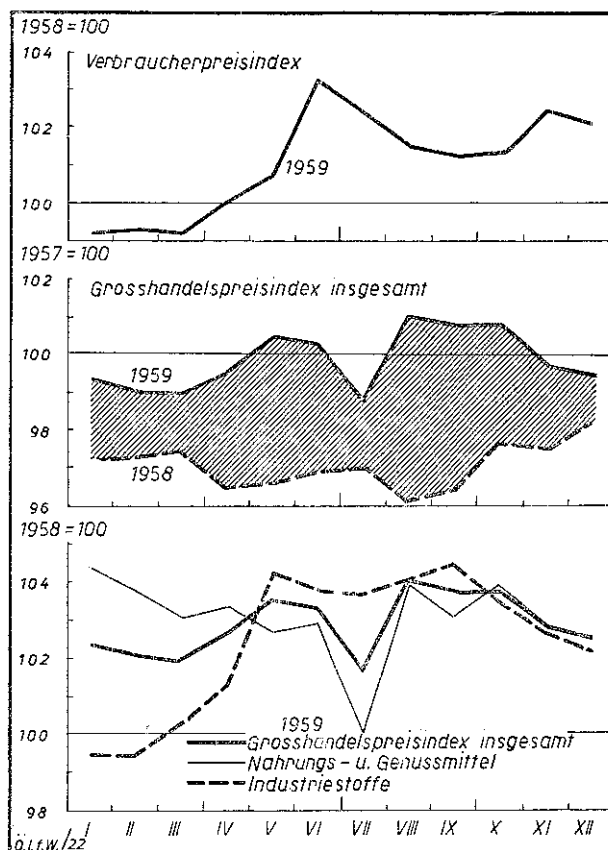 1958=100
104
Verbraucherpreisindex
102
1959
100
1957=100
102
Grosshandelspreisindex insgesamt
100
1959
98
1958
96
1958=100
104
102
100
1959
Grosshandelspreisindex insgesamt
Nahrungs- u. Genussmittel
Industriestoffe
98
I II III IV V VI VII VIII IX X XI XII
Ö.I.f.W./22